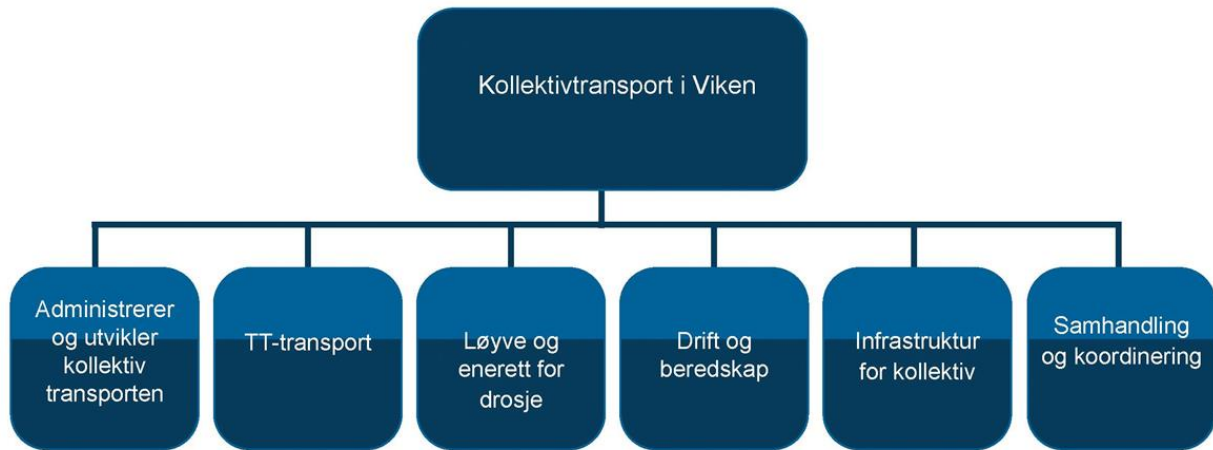 Kollektivtransport i Viken
Administrerer
og utvikler
kollektiv
transporten
TT-transport
Løyve og
enerett for
drosje
Drift og
beredskap
Infrastruktur
for kollektiv
Samhandling
og koordinering